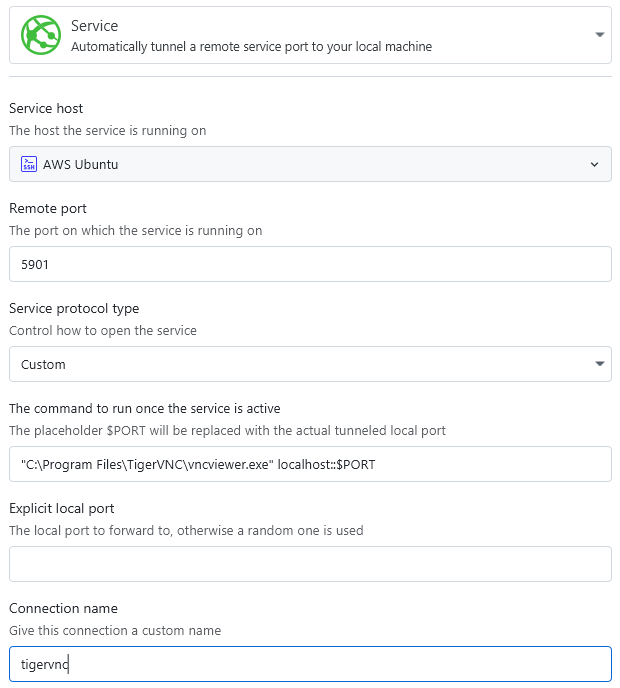 Service
Automatically tunnel a remote service port to your local machine
Service host
The host the service is running on
SSH AWS Ubuntu
Remote port
The port on which the service is running on
5901
Service protocol type
Control how to open the service
Custom
The command to run once the service is active
The placeholder $PORT will be replaced with the actual tunneled local port
"C:\Program Files\TigerVNC\vncviewer.exe" localhost::$PORT
Explicit local port
The local port to forward to, otherwise a random one is used
Connection name
Give this connection a custom name
tigervnc